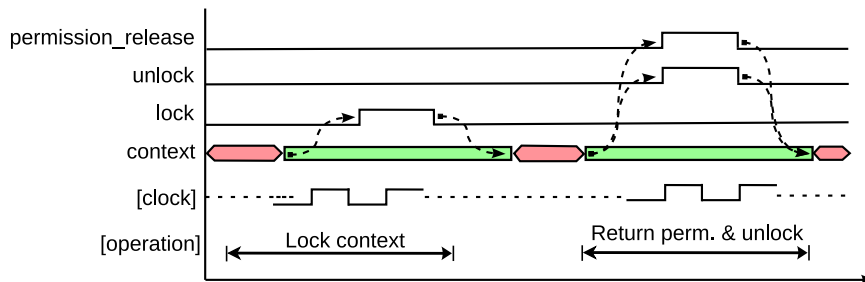 permission_release
unlock
lock
context
[clock]
[operation]
Lock context
Return perm. & unlock